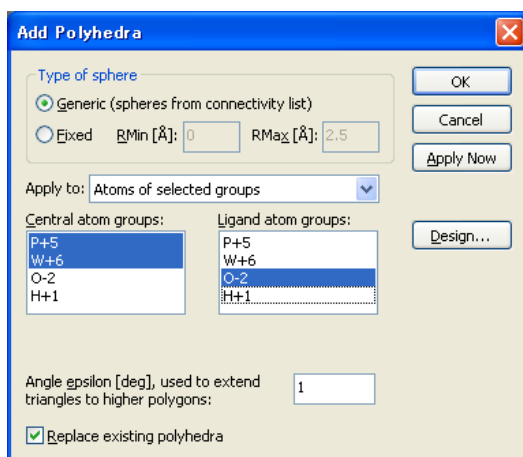 Add Polyhedra
Type of sphere
Generic (spheres from connectivity list)
Fixed RMin [Å]: 0 RMax [Å]: 2.5
OK
Cancel
Apply Now
Apply to: Atoms of selected groups
Central atom groups:
P+5
W+6
O-2
H+1
Ligand atom groups:
P+5
W+6
O-2
H+1
Design...
Angle epsilon [deg], used to extend
triangles to higher polygons:
1
Replace existing polyhedra